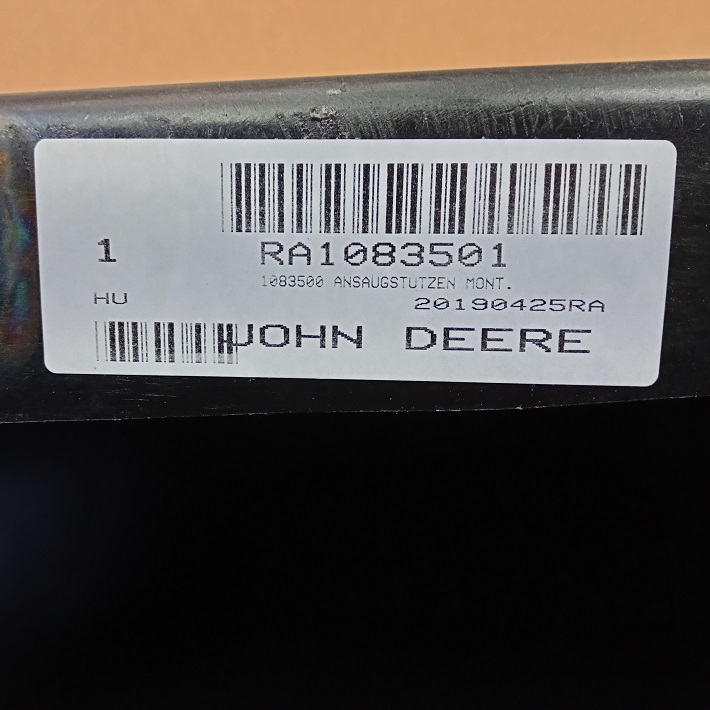 1 RA1083501
1083500 ANSAUGSTUTZEN MONT.
HU 20190425RA
JOHN DEERE